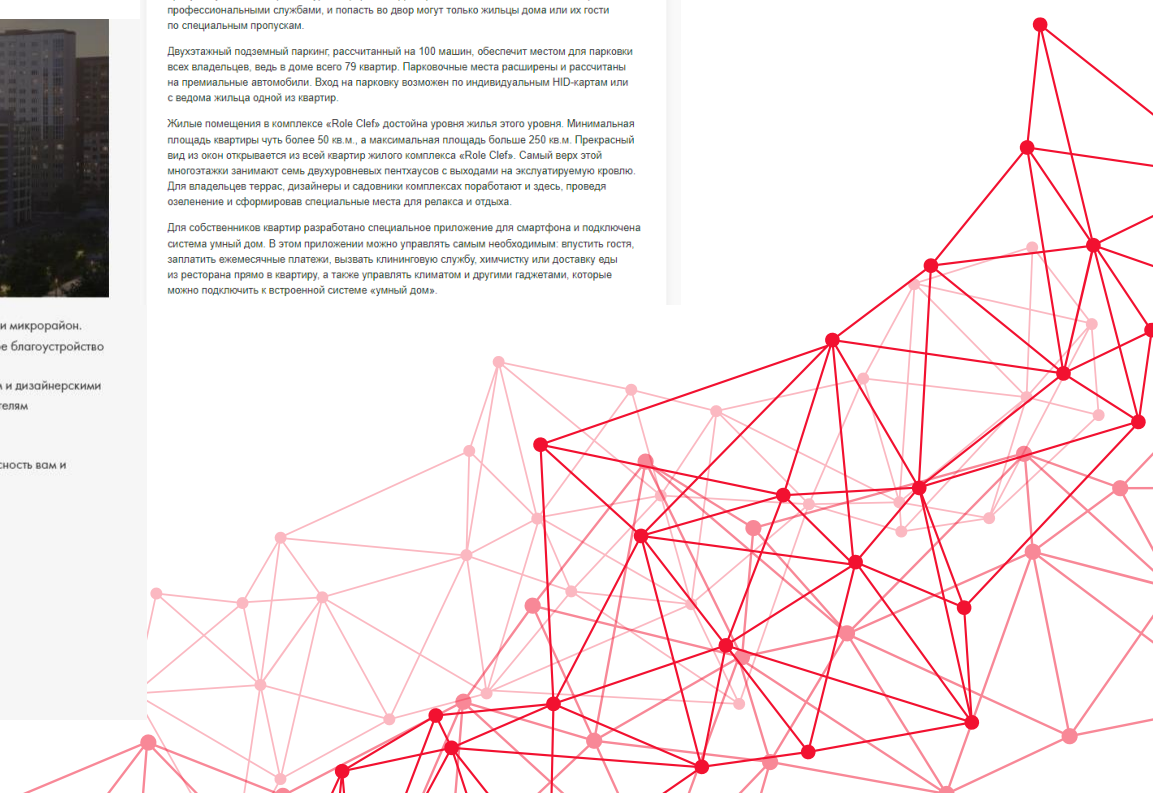 профессиональными службами, и попасть во двор могут только жильцы дома или их гости
по специальным пропускам.
Двухэтажный подземный паркинг, рассчитанный на 100 машин, обеспечит местом для парковки
всех владельцев, ведь в доме всего 79 квартир. Парковочные места расширены и рассчитаны
на премиальные автомобили. Вход на парковку возможен по индивидуальным HID-картам или
с ведома жильца одной из квартир.
Жилые помещения в комплексе «Role Clef» достойна уровня жилья этого уровня. Минимальная
площадь квартиры чуть более 50 кв.м., а максимальная площадь больше 250 кв.м. Прекрасный
вид из окон открывается из всей квартир жилого комплекса «Role Clef». Самый верх этой
многоэтажки занимают семь двухуровневых пентхаусов с выходами на эксплуатируемую кровлю.
Для владельцев террас, дизайнеры и садовники комплексах поработают и здесь, проведя
озеленение и сформировав специальные места для релакса и отдыха.
Для собственников квартир разработано специальное приложение для смартфона и подключена
система умный дом. В этом приложении можно управлять самым необходимым: впустить гостя,
заплатить ежемесячные платежи, вызвать клининговую службу, химчистку или доставку еды
из ресторана прямо в квартиру, а также управлять климатом и другими гаджетами, которые
можно подключить к встроенной системе «умный дом».
и микрорайон.
е благоустройство
и дизайнерскими
телям
сность вам и